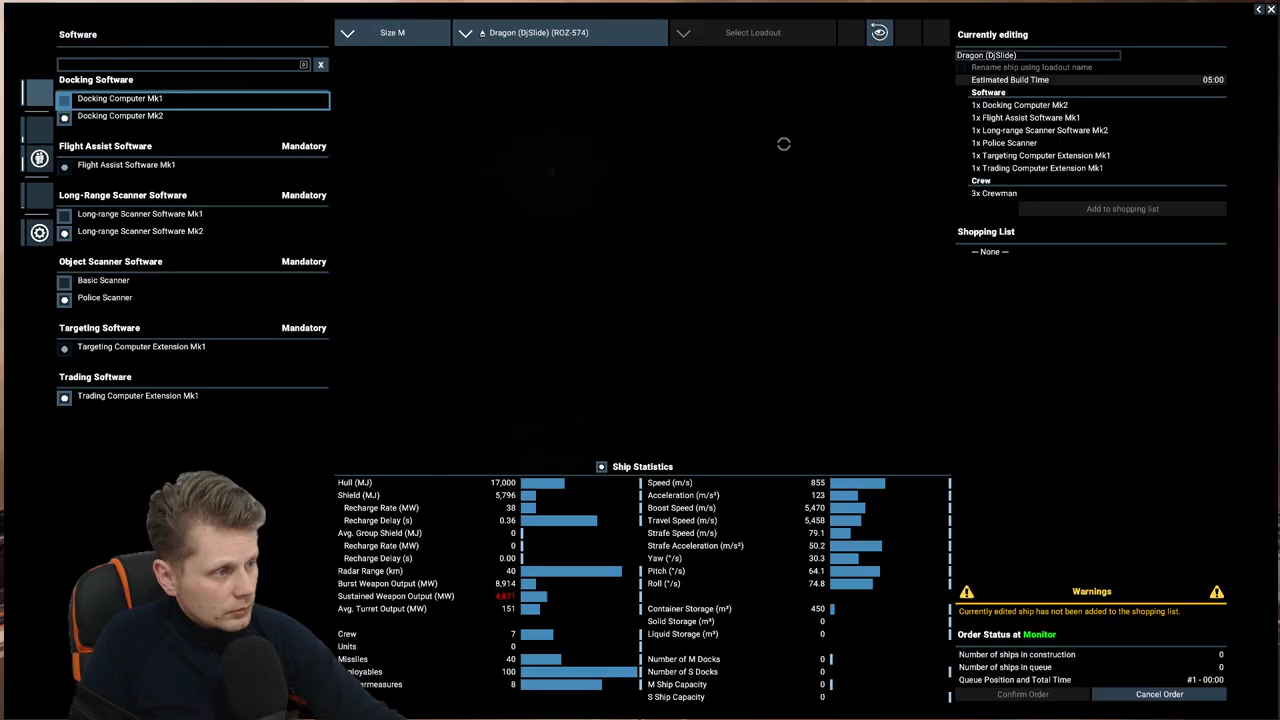 Software
Size M
Dragon (DjSlide) (ROZ-574)
Select Loadout
x
Docking Software
Docking Computer Mk1
Docking Computer Mk2
Flight Assist Software Mandatory
Flight Assist Software Mk1
Long-Range Scanner Software Mandatory
Long-range Scanner Software Mk1
Long-range Scanner Software Mk2
Object Scanner Software Mandatory
Basic Scanner
Police Scanner
Targeting Software Mandatory
Targeting Computer Extension Mk1
Trading Software
Trading Computer Extension Mk1
Ship Statistics
Hull (MJ) 17,000
Shield (MJ) 5,796
Recharge Rate (MW) 38
Recharge Delay (s) 0.36
Avg. Group Shield (MJ) 0
Recharge Rate (MW) 0
Recharge Delay (s) 0.00
Radar Range (km) 40
Burst Weapon Output (MW) 8,914
Sustained Weapon Output (MW)
Avg. Turret Output (MW) 151
Crew 7
Units 0
Missiles 40
ployables 100
ermeasures 8
Speed (m/s) 855
Acceleration (m/s²) 123
Boost Speed (m/s) 5,470
Travel Speed (m/s) 5,458
Strafe Speed (m/s) 79.1
Strafe Acceleration (m/s²) 50.2
Yaw (°/s) 30.3
Pitch (°/s) 64.1
Roll (°/s) 74.8
Container Storage (m³) 450
Solid Storage (m³) 0
Liquid Storage (m³) 0
Number of M Docks 0
Number of S Docks 0
M Ship Capacity 0
S Ship Capacity 0
Currently editing
Dragon (DjSlide)
Rename ship using loadout name
Estimated Build Time 05:00
Software
1x Docking Computer Mk2
1x Flight Assist Software Mk1
1x Long-range Scanner Software Mk2
1x Police Scanner
1x Targeting Computer Extension Mk1
1x Trading Computer Extension Mk1
Crew
3x Crewman
Add to shopping list
Shopping List
— None —
Warnings
Currently edited ship has not been added to the shopping list.
Order Status at Monitor
Number of ships in construction 0
Number of ships in queue 0
Queue Position and Total Time #1 - 00:00
Confirm Order
Cancel Order